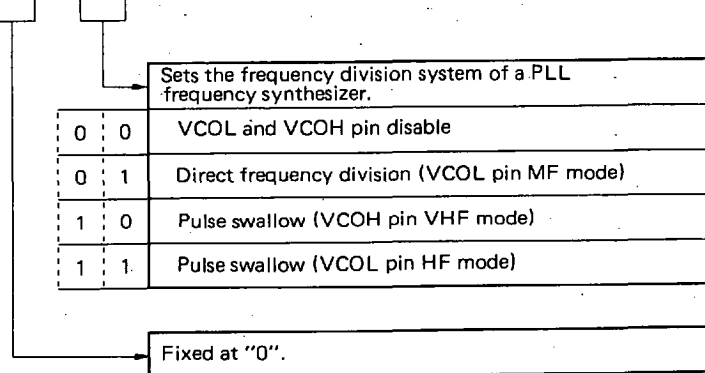 Sets the frequency division system of a PLL
frequency synthesizer.
0 0 VCOL and VCOH pin disable
0 1 Direct frequency division (VCOL pin MF mode)
1 0 Pulse swallow (VCOH pin VHF mode)
1 1 Pulse swallow (VCOL pin HF mode)
Fixed at "0".